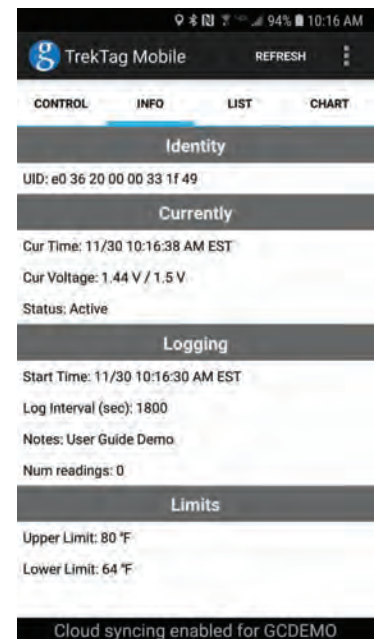 94% 10:16 AM
g TrekTag Mobile REFRESH
CONTROL INFO LIST CHART
Identity
UID: e0 36 20 00 00 33 1f 49
Currently
Cur Time: 11/30 10:16:38 AM EST
Cur Voltage: 1.44 V / 1.5 V
Status: Active
Logging
Start Time: 11/30 10:16:30 AM EST
Log Interval (sec): 1800
Notes: User Guide Demo
Num readings: 0
Limits
Upper Limit: 80 °F
Lower Limit: 64 °F
Cloud syncing enabled for GCDEMO